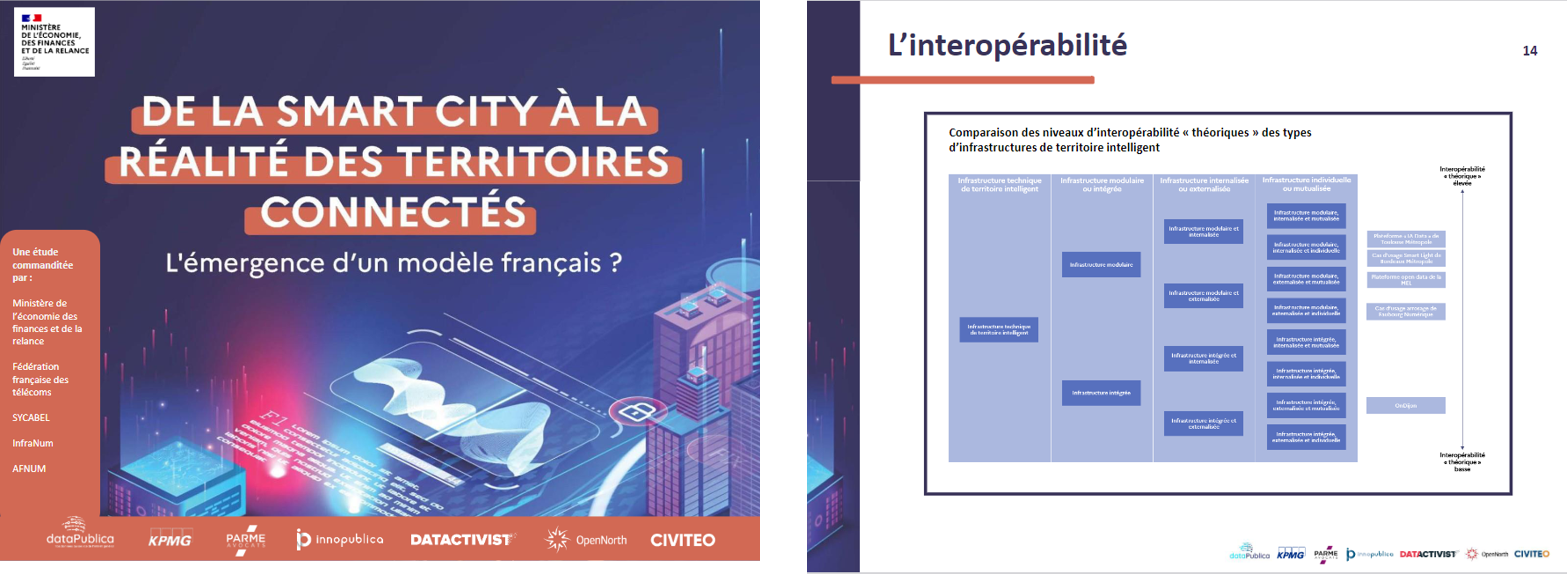 MINISTÈRE
DE L'ÉCONOMIE,
DES FINANCES
ET DE LA RELANCE
Liberté
Égalité
Fraternité
DE LA SMART CITY À LA
RÉALITÉ DES TERRITOIRES
CONNECTÉS
L'émergence d'un modèle français ?
Une étude
commanditée
par :
Ministère de
l'économie des
finances et de la
relance
Fédération
française des
télécoms
SYCABEL
InfraNum
AFNUM
dataPublica
KPMG
PARME
AVOCATS
innopublica
DATACTIVIST
OpenNorth
CIVITEO
L'interopérabilité
14
Comparaison des niveaux d'interopérabilité « théoriques » des types
d'infrastructures de territoire intelligent
Infrastructure technique
de territoire intelligent
Infrastructure modulaire
ou intégrée
Infrastructure internalisée
ou externalisée
Infrastructure individuelle
ou mutualisée
Infrastructure technique
de territoire intelligent
Infrastructure modulaire
Infrastructure intégrée
Infrastructure modulaire et
internalisée
Infrastructure modulaire et
externalisée
Infrastructure intégrée et
internalisée
Infrastructure intégrée et
externalisée
Infrastructure modulaire,
internalisée et mutualisée
Infrastructure modulaire,
internalisée et individuelle
Infrastructure modulaire,
externalisée et mutualisée
Infrastructure modulaire,
externalisée et individuelle
Infrastructure intégrée,
internalisée et mutualisée
Infrastructure intégrée,
internalisée et individuelle
Infrastructure intégrée,
externalisée et mutualisée
Infrastructure intégrée,
externalisée et individuelle
Plateforme « IA Data » de
Toulouse Métropole
Cas d'usage Smart Light de
Bordeaux Métropole
Plateforme open data de la
MEL
Cas d'usage arrosage de
Faubourg Numérique
OnDijon
Interopérabilité
« théorique »
élevée
Interopérabilité
« théorique »
basse
dataPublica
KPMG
PARME
AVOCATS
innopublica
DATACTIVIST
OpenNorth
CIVITEO